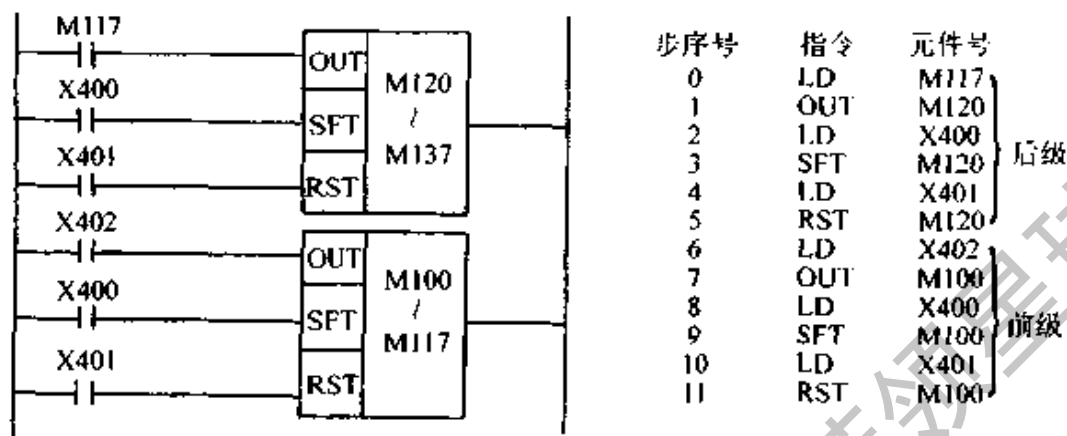 M117
OUT
M120
X400
SFT
≀
X401
M137
RST
X402
OUT
M100
X400
SFT
≀
M117
X401
RST
步序号 指令 元件号
0 LD M117
1 OUT M120
2 LD X400
3 SFT M120
4 LD X401
5 RST M120
后级
6 LD X402
7 OUT M100
8 LD X400
9 SFT M100
10 LD X401
11 RST M100
前级